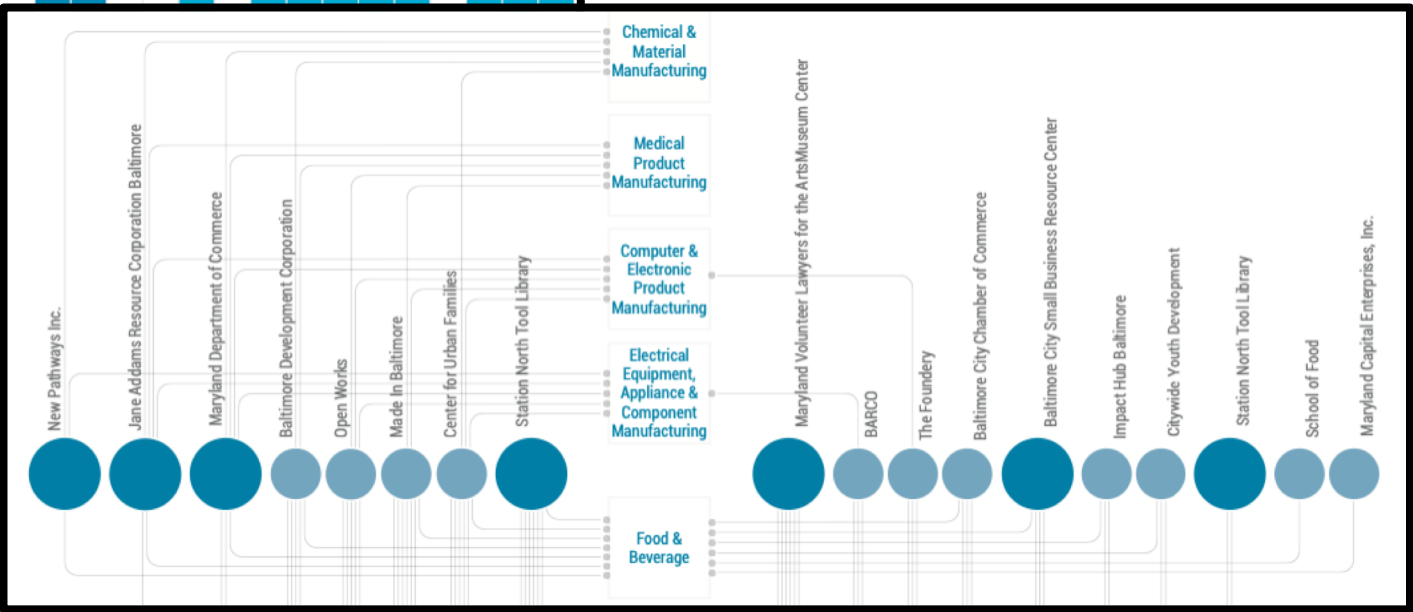 Chemical &
Material
Manufacturing
Medical
Product
Manufacturing
Computer &
Electronic
Product
Manufacturing
Electrical
Equipment,
Appliance &
Component
Manufacturing
Food &
Beverage
New Pathways Inc.
Jane Addams Resource Corporation Baltimore
Maryland Department of Commerce
Baltimore Development Corporation
Open Works
Made In Baltimore
Center for Urban Families
Station North Tool Library
Maryland Volunteer Lawyers for the ArtsMuseum Center
BARCO
The Foundery
Baltimore City Chamber of Commerce
Baltimore City Small Business Resource Center
Impact Hub Baltimore
Citywide Youth Development
Station North Tool Library
School of Food
Maryland Capital Enterprises, Inc.